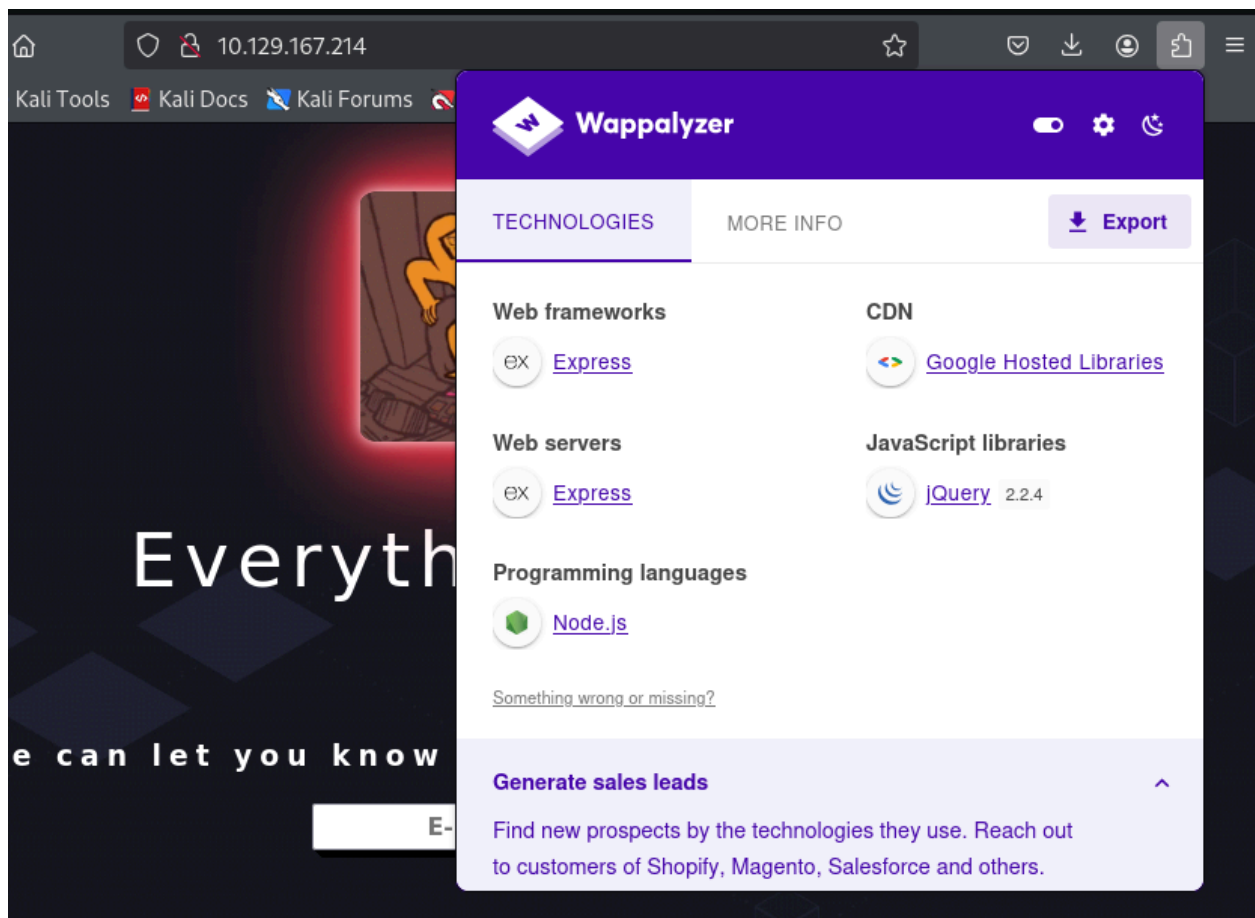 10.129.167.214
Kali Tools Kali Docs Kali Forums
Wappalyzer
TECHNOLOGIES MORE INFO Export
Web frameworks
ex Express
CDN
Google Hosted Libraries
Web servers
ex Express
JavaScript libraries
jQuery 2.2.4
Programming languages
Node.js
Something wrong or missing?
Generate sales leads
Find new prospects by the technologies they use. Reach out
to customers of Shopify, Magento, Salesforce and others.
Everyth
e can let you know
E-